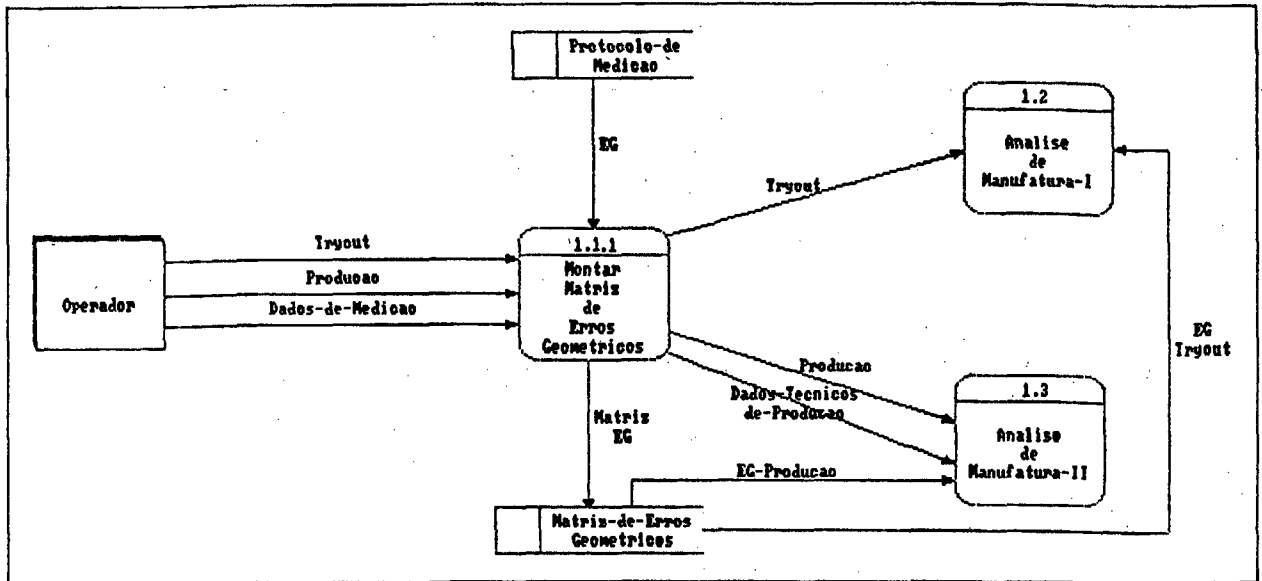 Protocolo-de
Medicao
1.2
Analise
de
Manufatura-I
EG
Tryout
Operador
Tryout
Producao
Dados-de-Medicao
1.1.1
Montar
Matriz
de
Erros
Geometricos
EG
Tryout
Producao
Dados-Tecnicos
de-Producao
1.3
Analise
de
Manufatura-II
Matriz
EG
EG-Producao
Matriz-de-Erros
Geometricos